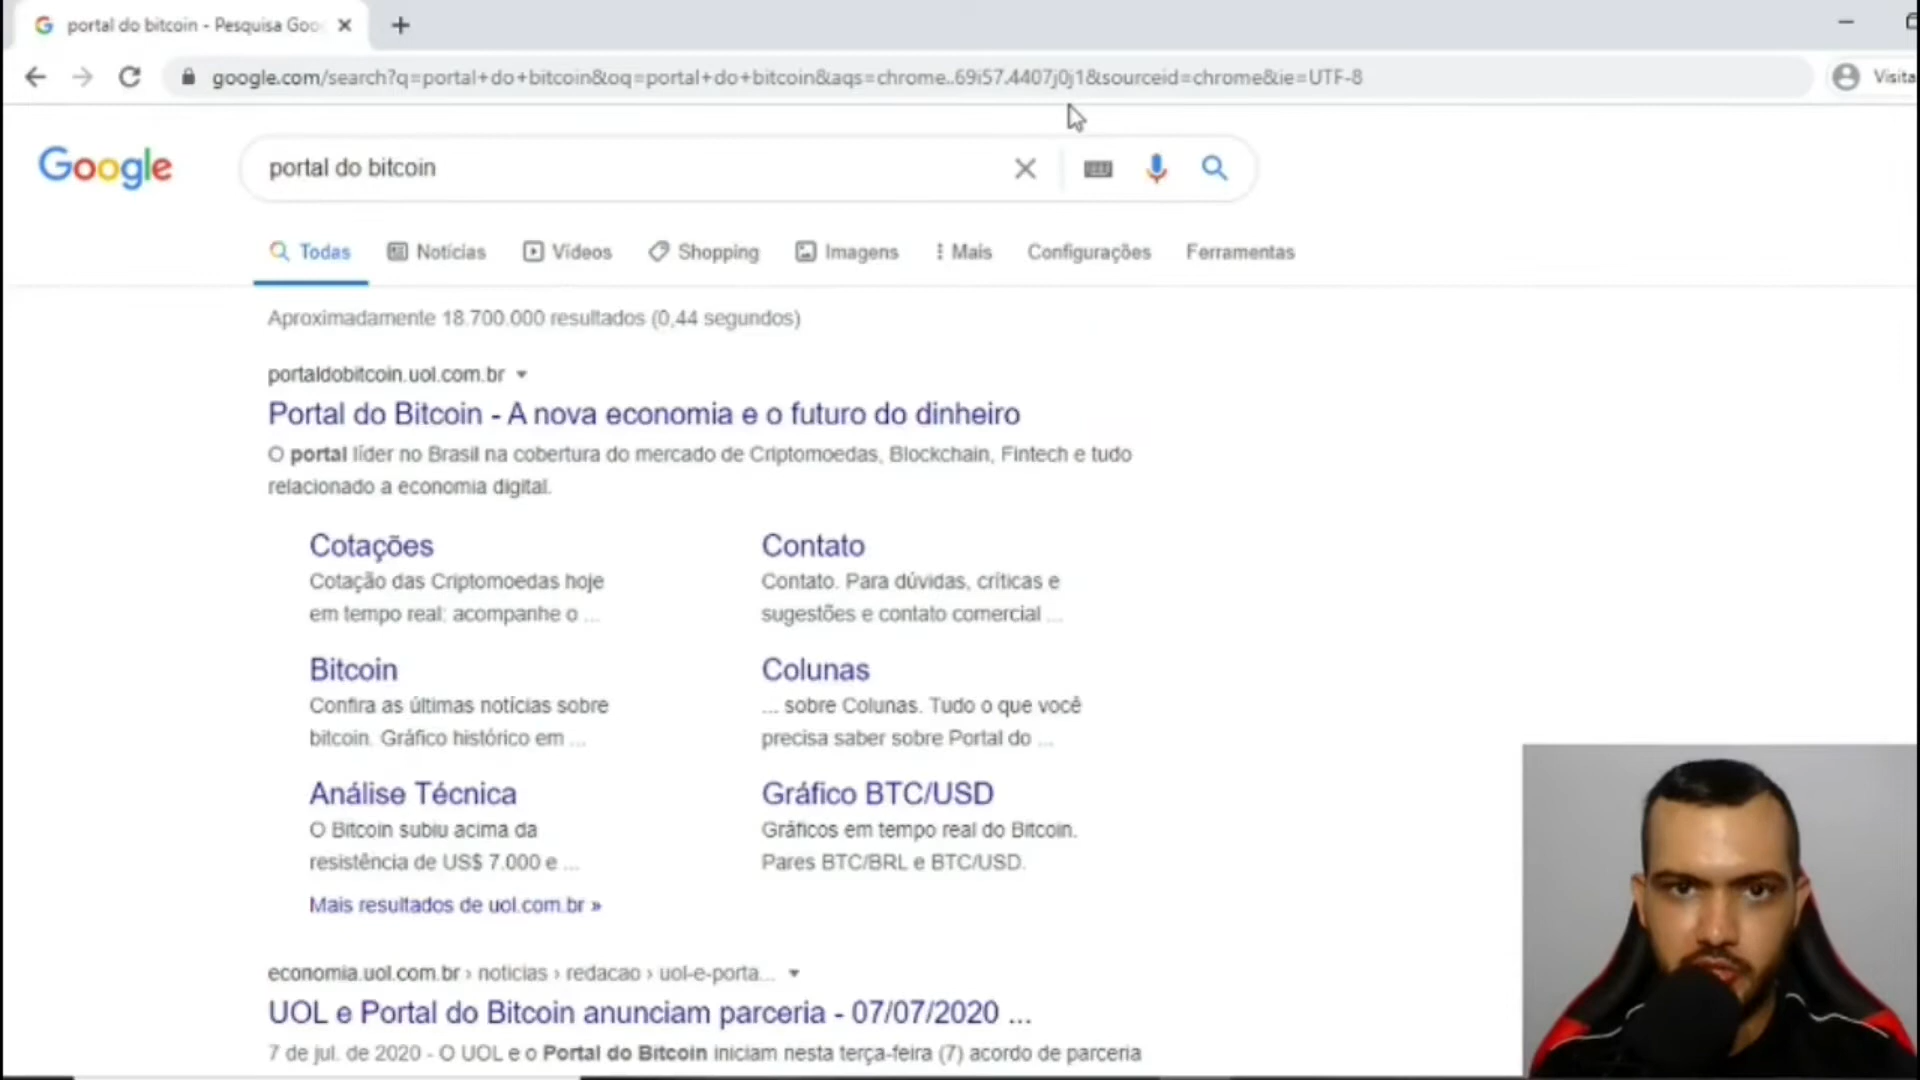 portal do bitcoin - Pesquisa Goo
google.com/search?q=portal+do+bitcoin&oq=portal+do+bitcoin&aqs=chrome..69i57.4407j0j1&sourceid=chrome&ie=UTF-8
Visita
Google
portal do bitcoin
Todas Notícias Vídeos Shopping Imagens Mais Configurações Ferramentas
Aproximadamente 18.700.000 resultados (0,44 segundos)
portaldobitcoin.uol.com.br
Portal do Bitcoin - A nova economia e o futuro do dinheiro
O portal líder no Brasil na cobertura do mercado de Criptomoedas, Blockchain, Fintech e tudo
relacionado a economia digital.
Cotações
Cotação das Criptomoedas hoje
em tempo real: acompanhe o ...
Contato
Contato. Para dúvidas, críticas e
sugestões e contato comercial ...
Bitcoin
Confira as últimas notícias sobre
bitcoin. Gráfico histórico em ...
Colunas
... sobre Colunas. Tudo o que você
precisa saber sobre Portal do ...
Análise Técnica
O Bitcoin subiu acima da
resistência de US$ 7.000 e ...
Gráfico BTC/USD
Gráficos em tempo real do Bitcoin.
Pares BTC/BRL e BTC/USD.
Mais resultados de uol.com.br »
economia.uol.com.br › noticias › redacao › uol-e-porta...
UOL e Portal do Bitcoin anunciam parceria - 07/07/2020 ...
7 de jul. de 2020 - O UOL e o Portal do Bitcoin iniciam nesta terça-feira (7) acordo de parceria